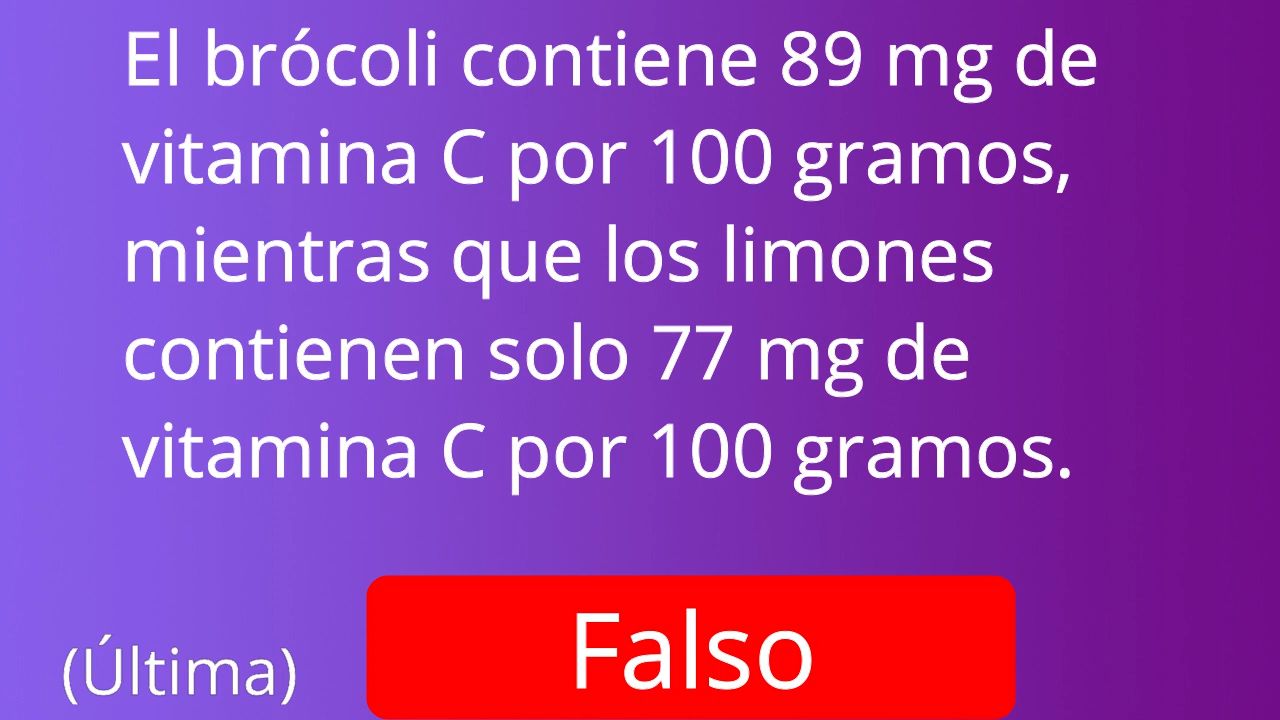 El brócoli contiene 89 mg de
vitamina C por 100 gramos,
mientras que los limones
contienen solo 77 mg de
vitamina C por 100 gramos.
Falso
(Última)